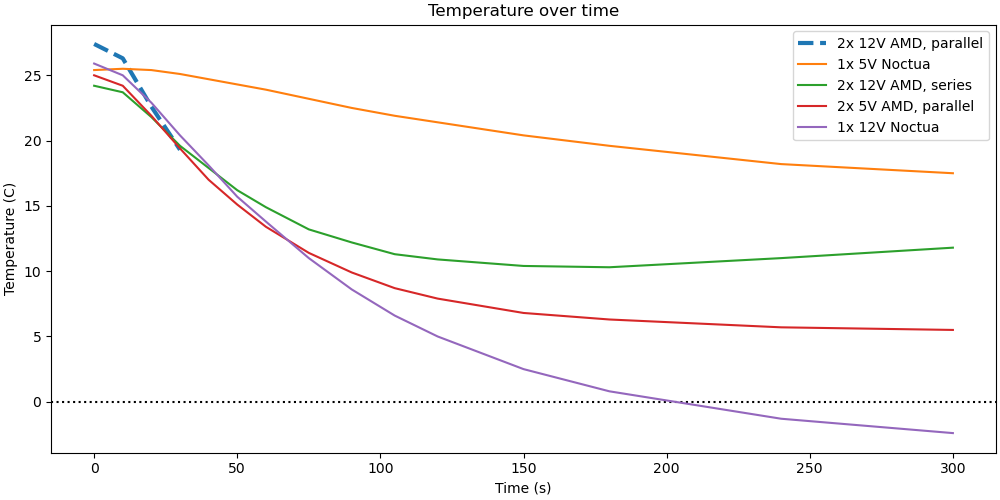 Temperature over time
2x 12V AMD, parallel
1x 5V Noctua
2x 12V AMD, series
2x 5V AMD, parallel
1x 12V Noctua
Temperature (C)
25
20
15
10
5
0
0 50 100 150 200 250 300
Time (s)